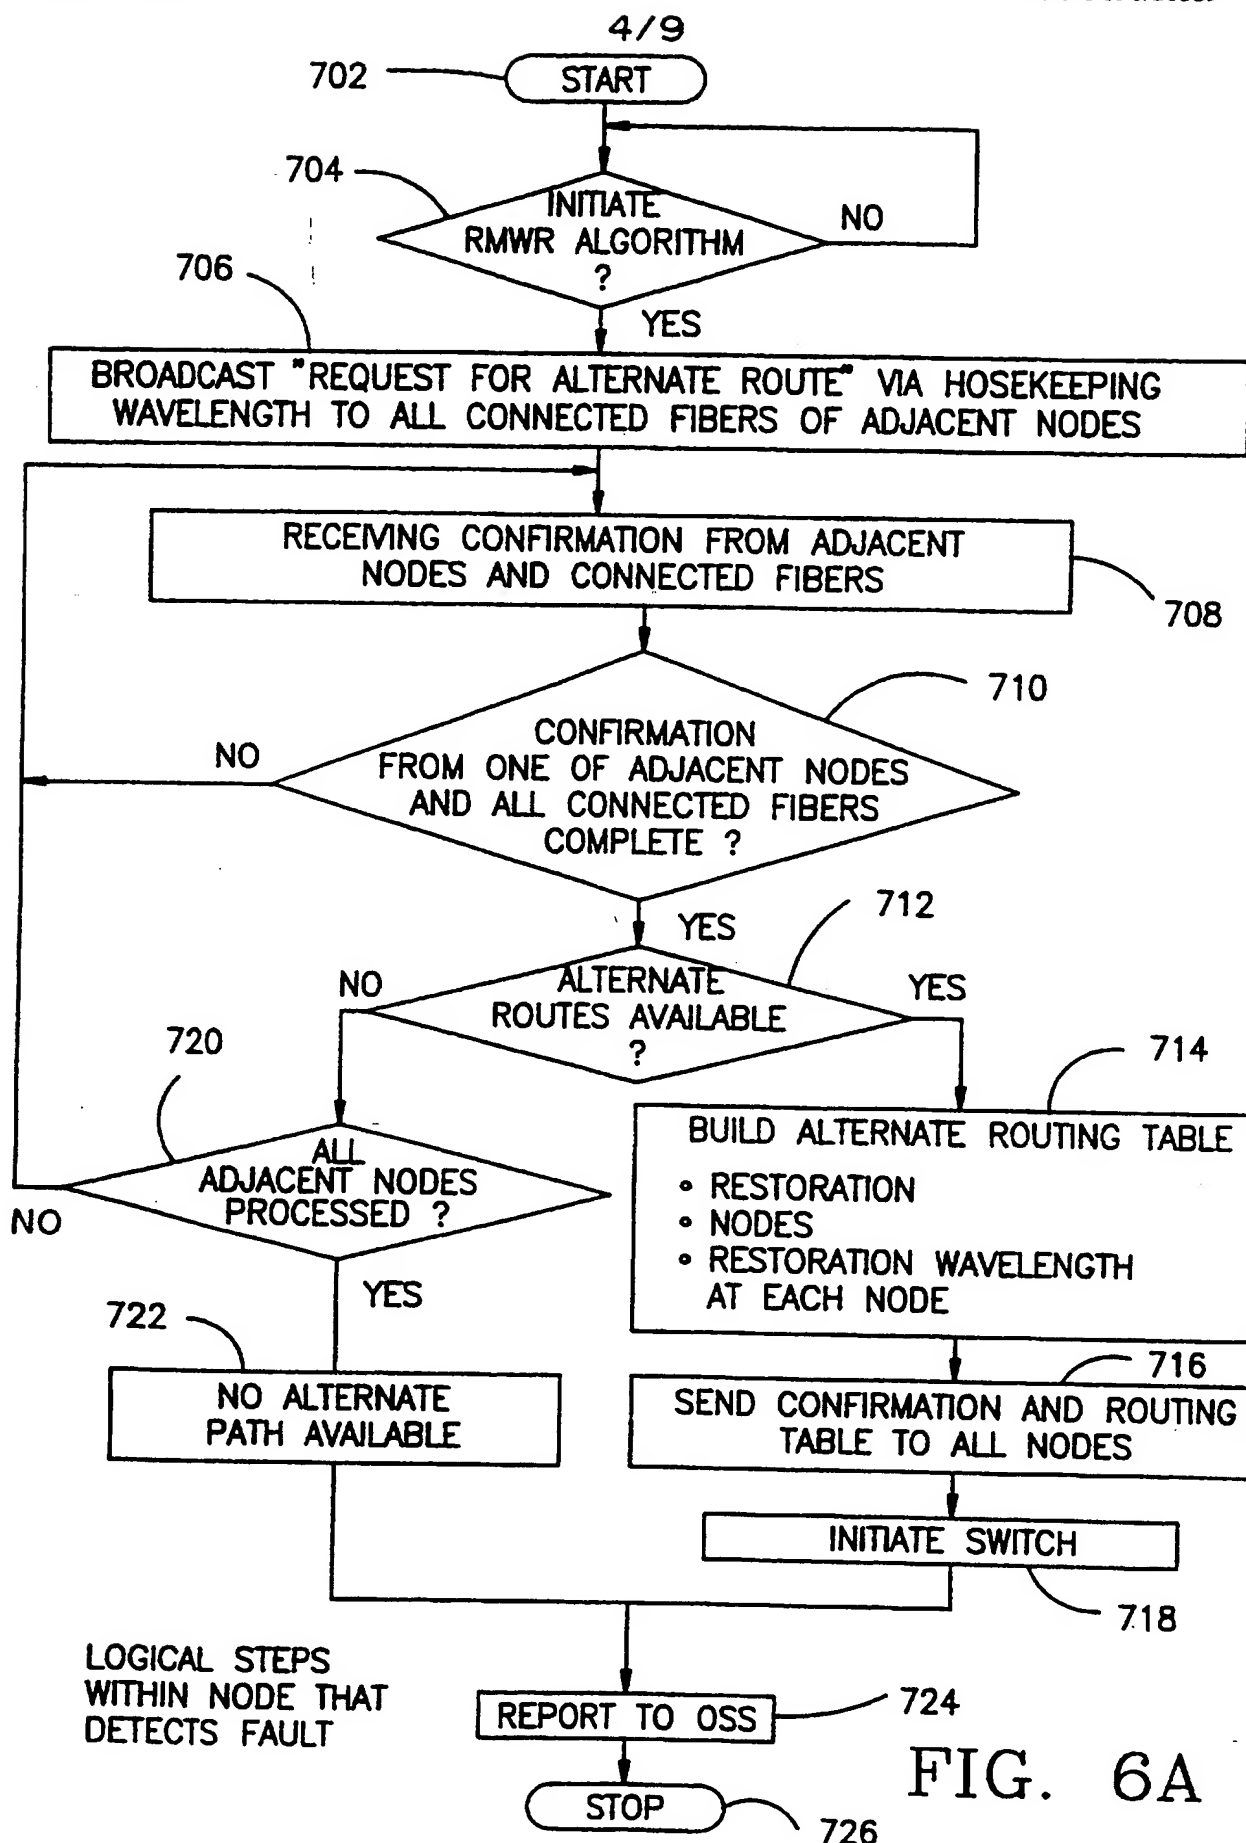 4/9
702
START
704
INITIATE
RMWR ALGORITHM
?
NO
706
YES
BROADCAST "REQUEST FOR ALTERNATE ROUTE" VIA HOSEKEEPING
WAVELENGTH TO ALL CONNECTED FIBERS OF ADJACENT NODES
RECEIVING CONFIRMATION FROM ADJACENT
NODES AND CONNECTED FIBERS
708
710
CONFIRMATION
FROM ONE OF ADJACENT NODES
AND ALL CONNECTED FIBERS
COMPLETE ?
NO
YES
712
ALTERNATE
ROUTES AVAILABLE
?
NO
YES
720
714
ALL
ADJACENT NODES
PROCESSED ?
NO
YES
BUILD ALTERNATE ROUTING TABLE
• RESTORATION
• NODES
• RESTORATION WAVELENGTH
AT EACH NODE
722
NO ALTERNATE
PATH AVAILABLE
716
SEND CONFIRMATION AND ROUTING
TABLE TO ALL NODES
INITIATE SWITCH
718
LOGICAL STEPS
WITHIN NODE THAT
DETECTS FAULT
REPORT TO OSS
724
STOP
726
FIG. 6A